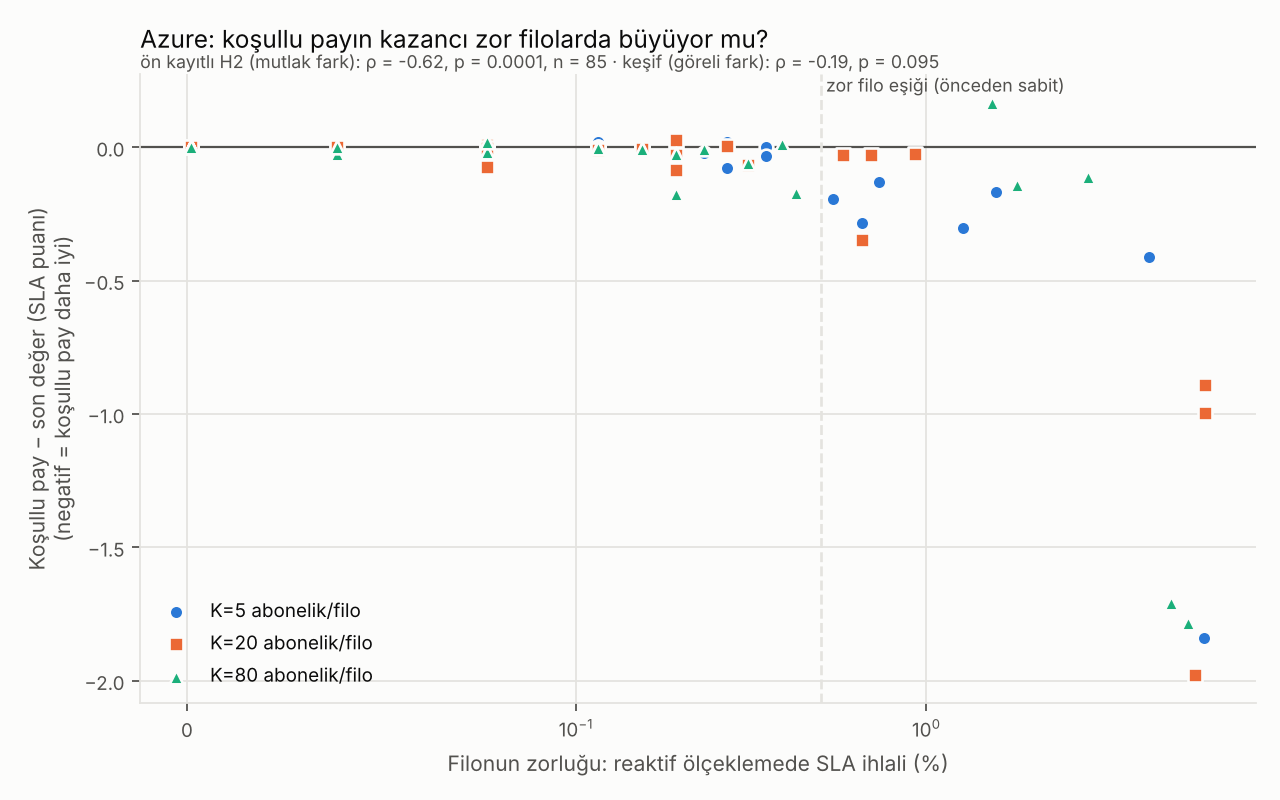 Azure: koşullu payın kazancı zor filolarda büyüyor mu?
ön kayıtlı H2 (mutlak fark): ρ = -0.62, p = 0.0001, n = 85 · keşif (göreli fark): ρ = -0.19, p = 0.095
zor filo eşiği (önceden sabit)
0.0
−0.5
−1.0
−1.5
−2.0
Koşullu pay − son değer (SLA puanı)
(negatif = koşullu pay daha iyi)
K=5 abonelik/filo
K=20 abonelik/filo
K=80 abonelik/filo
0
10⁻¹
10⁰
Filonun zorluğu: reaktif ölçeklemede SLA ihlali (%)